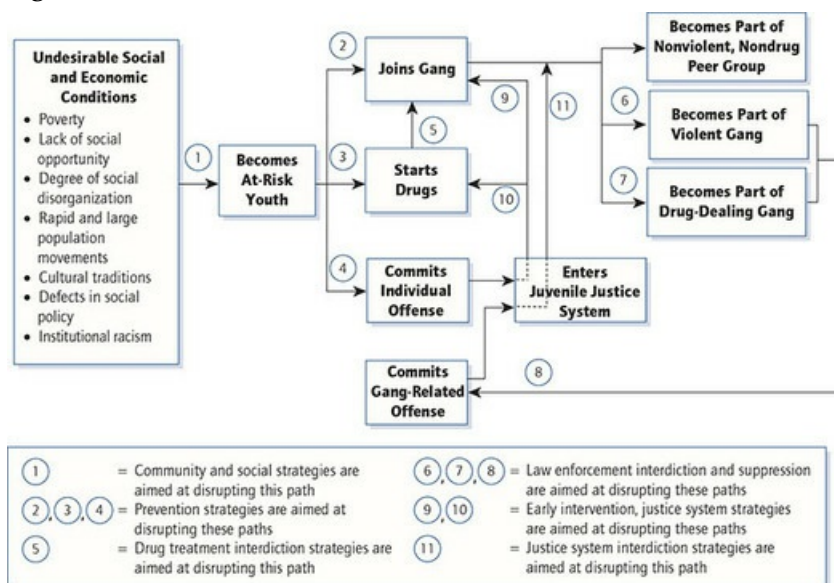 Undesirable Social
and Economic
Conditions
• Poverty
• Lack of social
opportunity
• Degree of social
disorganization
• Rapid and large
population
movements
• Cultural traditions
• Defects in social
policy
• Institutional racism
1
Becomes
At-Risk
Youth
2
3
4
Joins Gang
5
Starts
Drugs
Commits
Individual
Offense
Commits
Gang-Related
Offense
9
10
11
Enters
Juvenile Justice
System
6
7
8
Becomes Part of
Nonviolent, Nondrug
Peer Group
Becomes Part of
Violent Gang
Becomes Part of
Drug-Dealing Gang
1 = Community and social strategies are
aimed at disrupting this path
2, 3, 4 = Prevention strategies are aimed at
disrupting these paths
5 = Drug treatment interdiction strategies are
aimed at disrupting this path
6, 7, 8 = Law enforcement interdiction and suppression
are aimed at disrupting these paths
9, 10 = Early intervention, justice system strategies
are aimed at disrupting these paths
11 = Justice system interdiction strategies are
aimed at disrupting this path